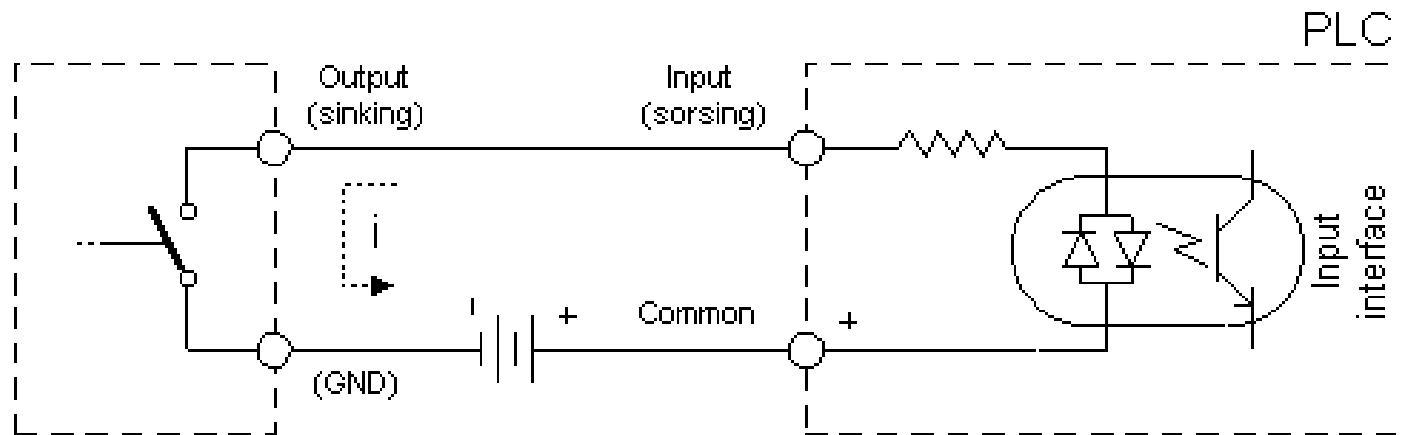 PLC
Output
(sinking)
Input
(sorsing)
i
Input
interface
- +
Common
+
(GND)